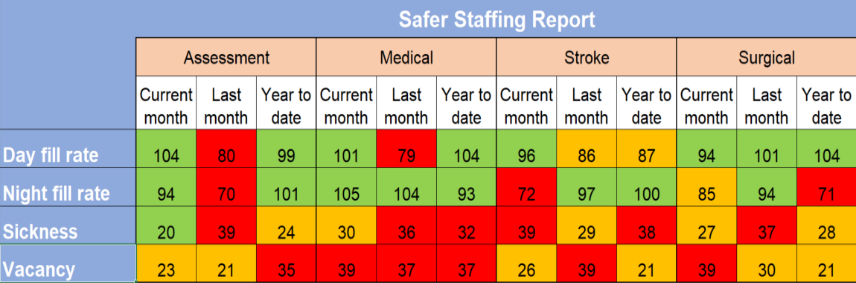 Safer Staffing Report
Assessment Medical Stroke Surgical
Current month Last month Year to date Current month Last month Year to date Current month Last month Year to date Current month Last month Year to date
Day fill rate 104 80 99 101 79 104 96 86 87 94 101 104
Night fill rate 94 70 101 105 104 93 72 97 100 85 94 71
Sickness 20 39 24 30 36 32 39 29 38 27 37 28
Vacancy 23 21 35 39 37 37 26 39 21 39 30 21